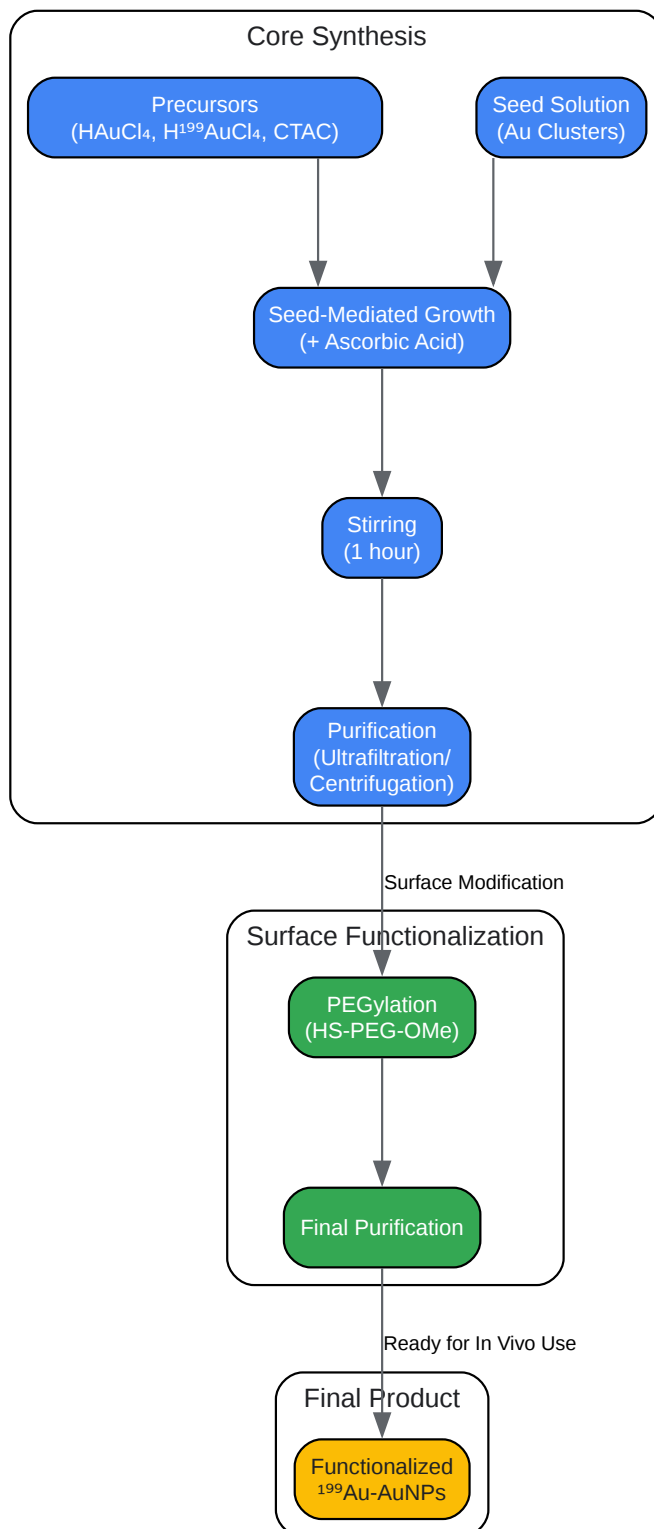 Core Synthesis
Precursors
(HAuCl₄, H¹⁹⁹AuCl₄, CTAC)
Seed Solution
(Au Clusters)
Seed-Mediated Growth
(+ Ascorbic Acid)
Stirring
(1 hour)
Purification
(Ultrafiltration/
Centrifugation)
Surface Modification
Surface Functionalization
PEGylation
(HS-PEG-OMe)
Final Purification
Ready for In Vivo Use
Final Product
Functionalized
¹⁹⁹Au-AuNPs